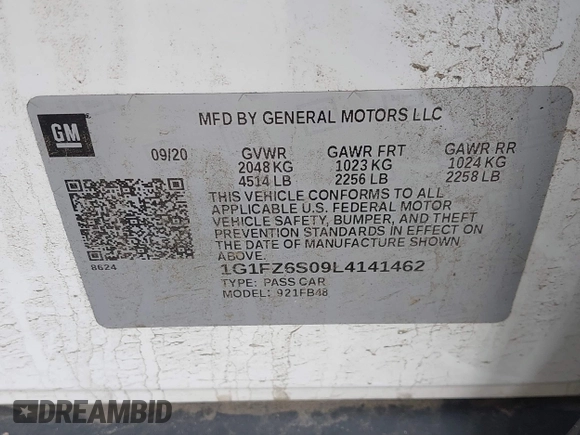 GM
MFD BY GENERAL MOTORS LLC
09/20 GVWR GAWR FRT GAWR RR
2048 KG 1023 KG 1024 KG
4514 LB 2256 LB 2258 LB
THIS VEHICLE CONFORMS TO ALL
APPLICABLE U.S. FEDERAL MOTOR
VEHICLE SAFETY, BUMPER, AND THEFT
PREVENTION STANDARDS IN EFFECT ON
THE DATE OF MANUFACTURE SHOWN
ABOVE.
8624
1G1FZ6S09L4141462
TYPE: PASS CAR
MODEL: 921FB48
DREAMBID